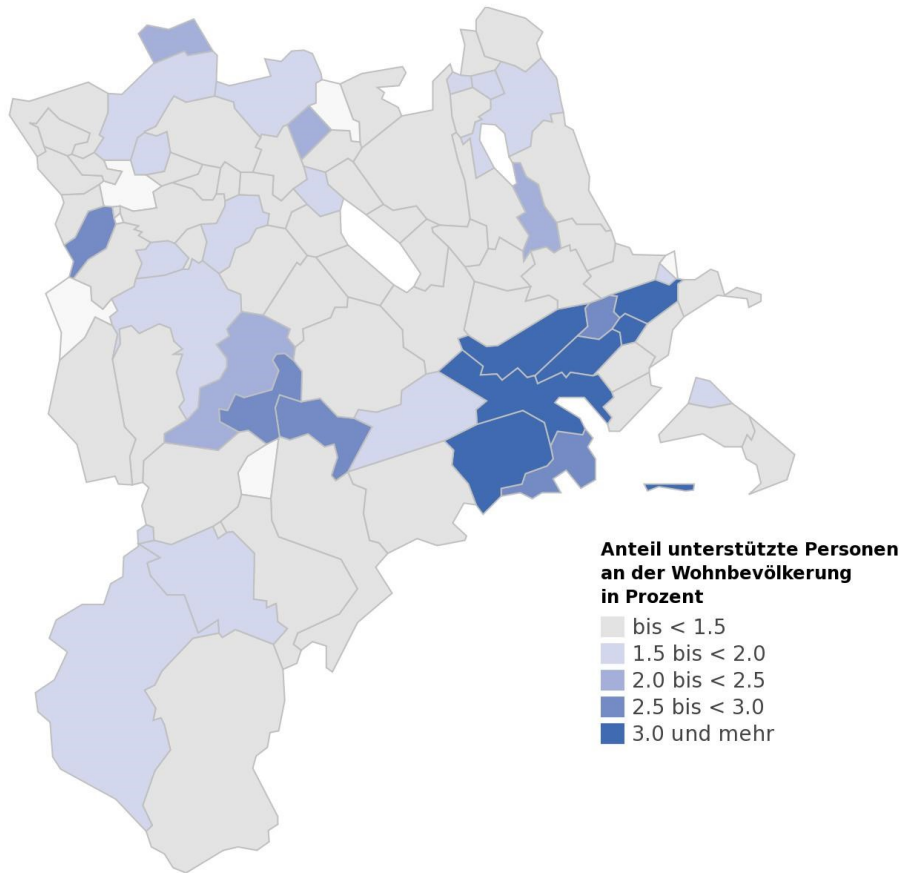 Anteil unterstützte Personen
an der Wohnbevölkerung
in Prozent
bis < 1.5
1.5 bis < 2.0
2.0 bis < 2.5
2.5 bis < 3.0
3.0 und mehr